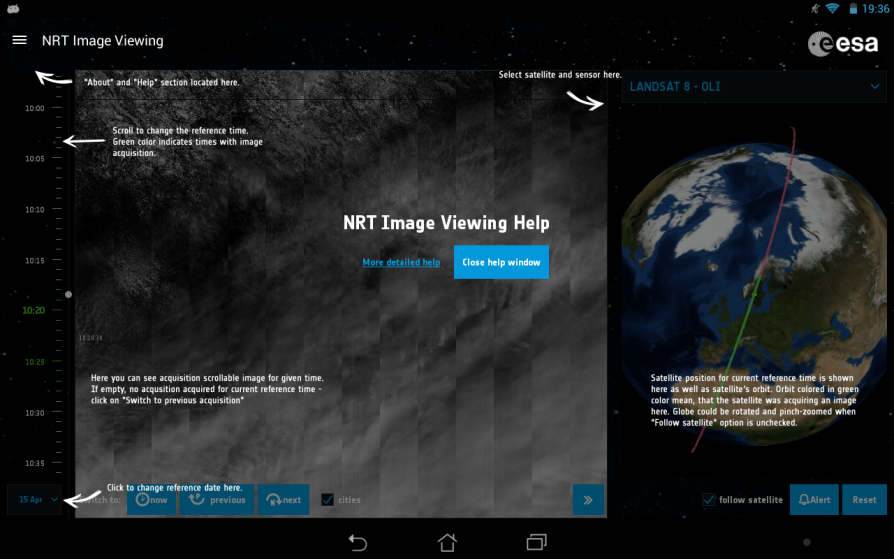 19:36
NRT Image Viewing
esa
"About" and "Help" section located here.
Select satellite and sensor here.
LANDSAT 8 - OLI
10:00
Scroll to change the reference time.
Green color indicates times with image
acquisition.
10:05
10:10
NRT Image Viewing Help
More detailed help
Close help window
10:15
10:20
10:25
Here you can see acquisition scrollable image for given time.
If empty, no acqusition acquired for current reference time -
click on "Switch to previous acquisition"
Satellite position for current reference time is shown
here as well as satellite's orbit. Orbit colored in green
color mean, that the satellite was acquiring an image
here. Globe could be rotated and pinch-zoomed when
"Follow satellite" option is unchecked.
10:30
10:35
Click to change reference date here.
15 Apr
to:
now
previous
next
cities
follow satellite
Alert
Reset